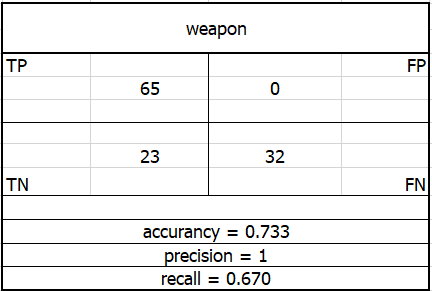 weapon
TP FP
65 0
23 32
TN FN
accurancy = 0.733
precision = 1
recall = 0.670